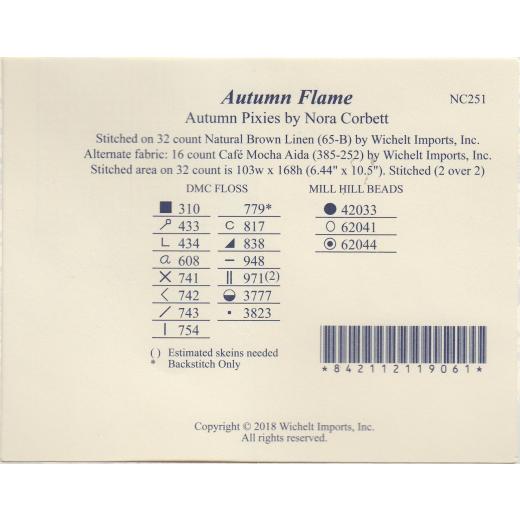 Autumn Flame NC251
Autumn Pixies by Nora Corbett
Stitched on 32 count Natural Brown Linen (65-B) by Wichelt Imports, Inc.
Alternate fabric: 16 count Café Mocha Aida (385-252) by Wichelt Imports, Inc.
Stitched area on 32 count is 103w x 168h (6.44" x 10.5"). Stitched (2 over 2)
DMC FLOSS MILL HILL BEADS
310 779* 42033
433 817 62041
434 838 62044
608 948
741 971(2)
742 3777
743 3823
754
( ) Estimated skeins needed
* Backstitch Only
*842112119061*
Copyright © 2018 Wichelt Imports, Inc.
All rights reserved.